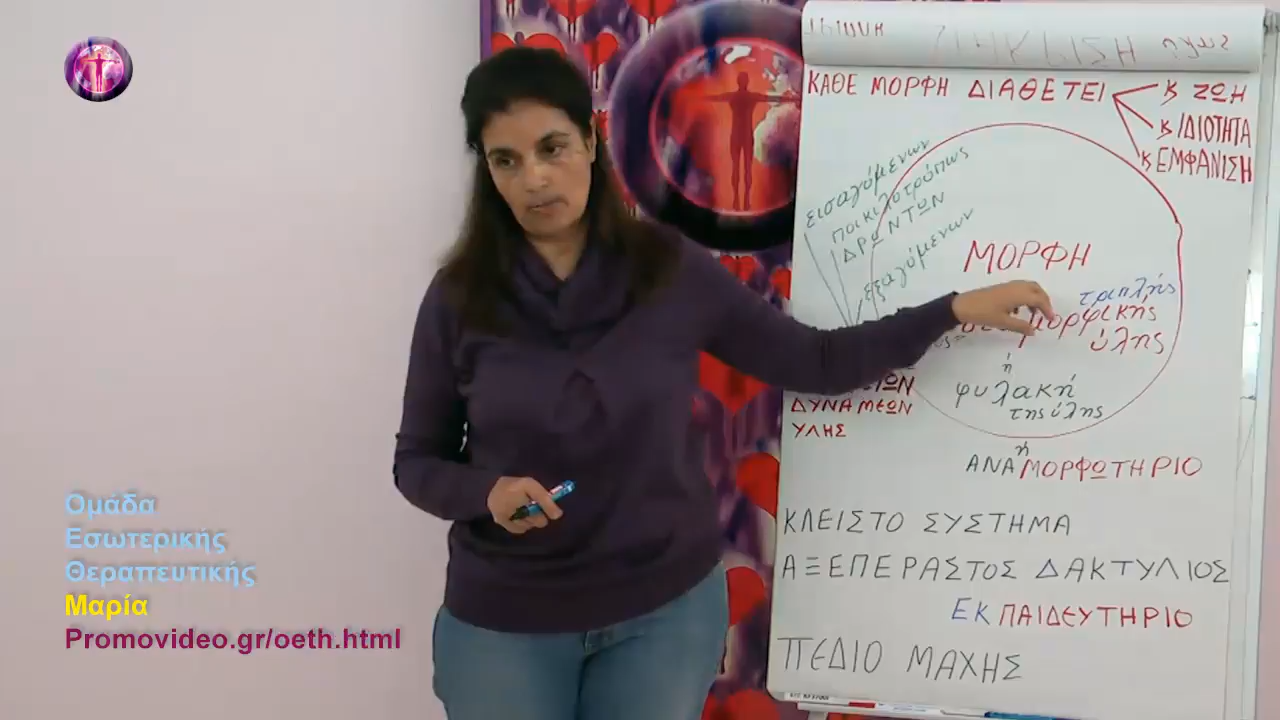 ΚΑΘΕ ΜΟΡΦΗ ΔΙΑΘΕΤΕΙ
ΖΩΗ
ΙΔΙΟΤΗΤΑ
ΕΜΦΑΝΙΣΗ
εισαγόμενων
ποικιλοτρόπως
ΔΡΩΝΤΩΝ
εξαγόμενων
ΜΟΡΦΗ
τριπλής
ύλης
ή
φυλακή
της ύλης
ΔΥΝΑΜΕΩΝ
ΥΛΗΣ
ή
ΑΝΑΜΟΡΦΩΤΗΡΙΟ
ΚΛΕΙΣΤΟ ΣΥΣΤΗΜΑ
ΑΞΕΠΕΡΑΣΤΟΣ ΔΑΚΤΥΛΙΟΣ
ΕΚΠΑΙΔΕΥΤΗΡΙΟ
ΠΕΔΙΟ ΜΑΧΗΣ
Ομάδα
Εσωτερικής
Θεραπευτικής
Μαρία
Promovideo.gr/oeth.html